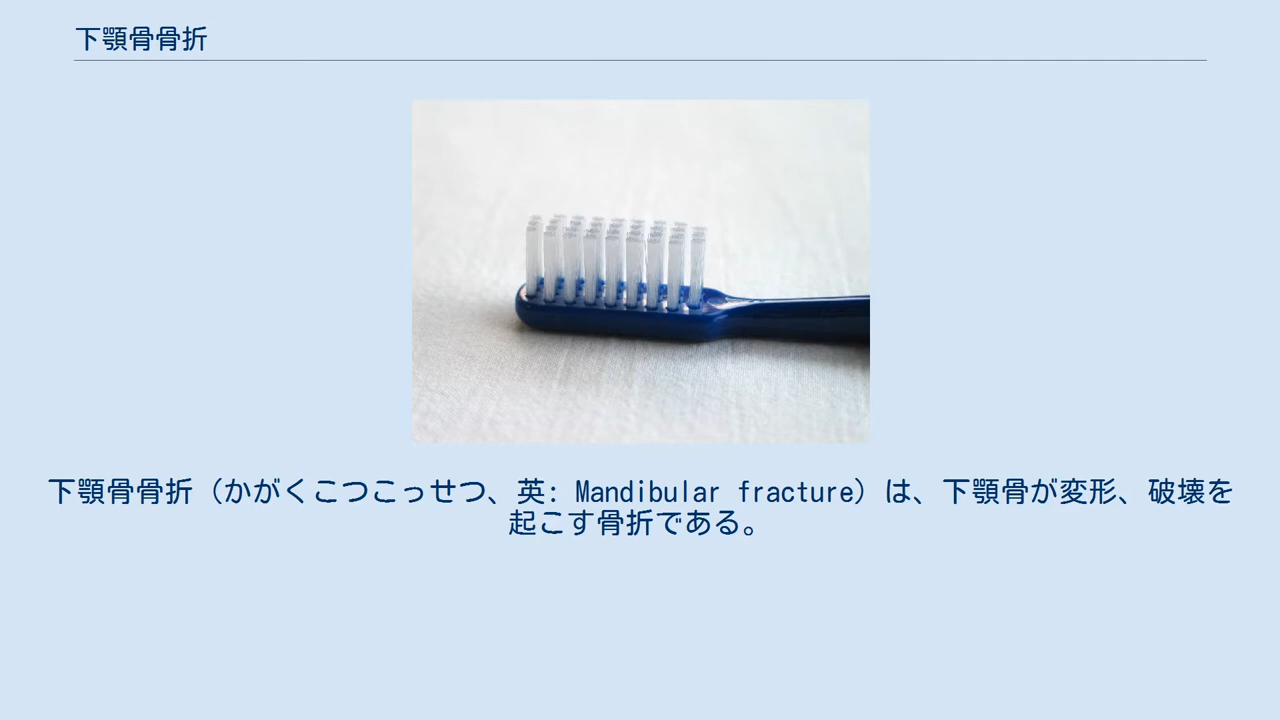 下顎骨骨折
下顎骨骨折（かがくこつこっせつ、英: Mandibular fracture）は、下顎骨が変形、破壊を
起こす骨折である。